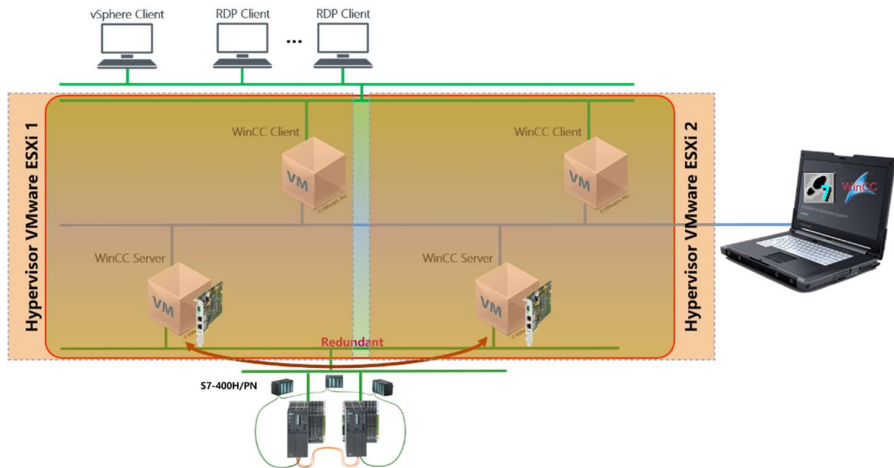 vSphere Client
RDP Client
...
RDP Client
Hypervisor VMware ESXi 1
WinCC Client
VM
WinCC Client
VM
Hypervisor VMware ESXi 2
WinCC
WinCC Server
VM
WinCC Server
VM
Redundant
S7-400H/PN